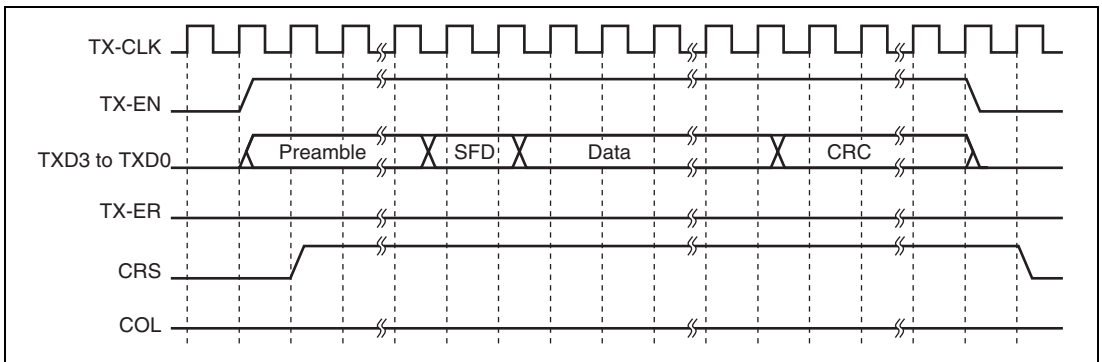 TX-CLK
TX-EN
TXD3 to TXD0
Preamble
SFD
Data
CRC
TX-ER
CRS
COL